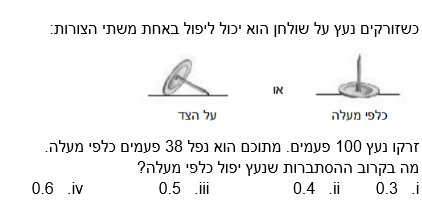 כשזורקים נעץ על שולחן הוא יכול ליפול באחת משתי הצורות:
כלפי מעלה או על הצד
זרקו נעץ 100 פעמים. מתוכם הוא נפל 38 פעמים כלפי מעלה.
מה בקרוב ההסתברות שנעץ יפול כלפי מעלה?
i. 0.3 ii. 0.4 iii. 0.5 iv. 0.6